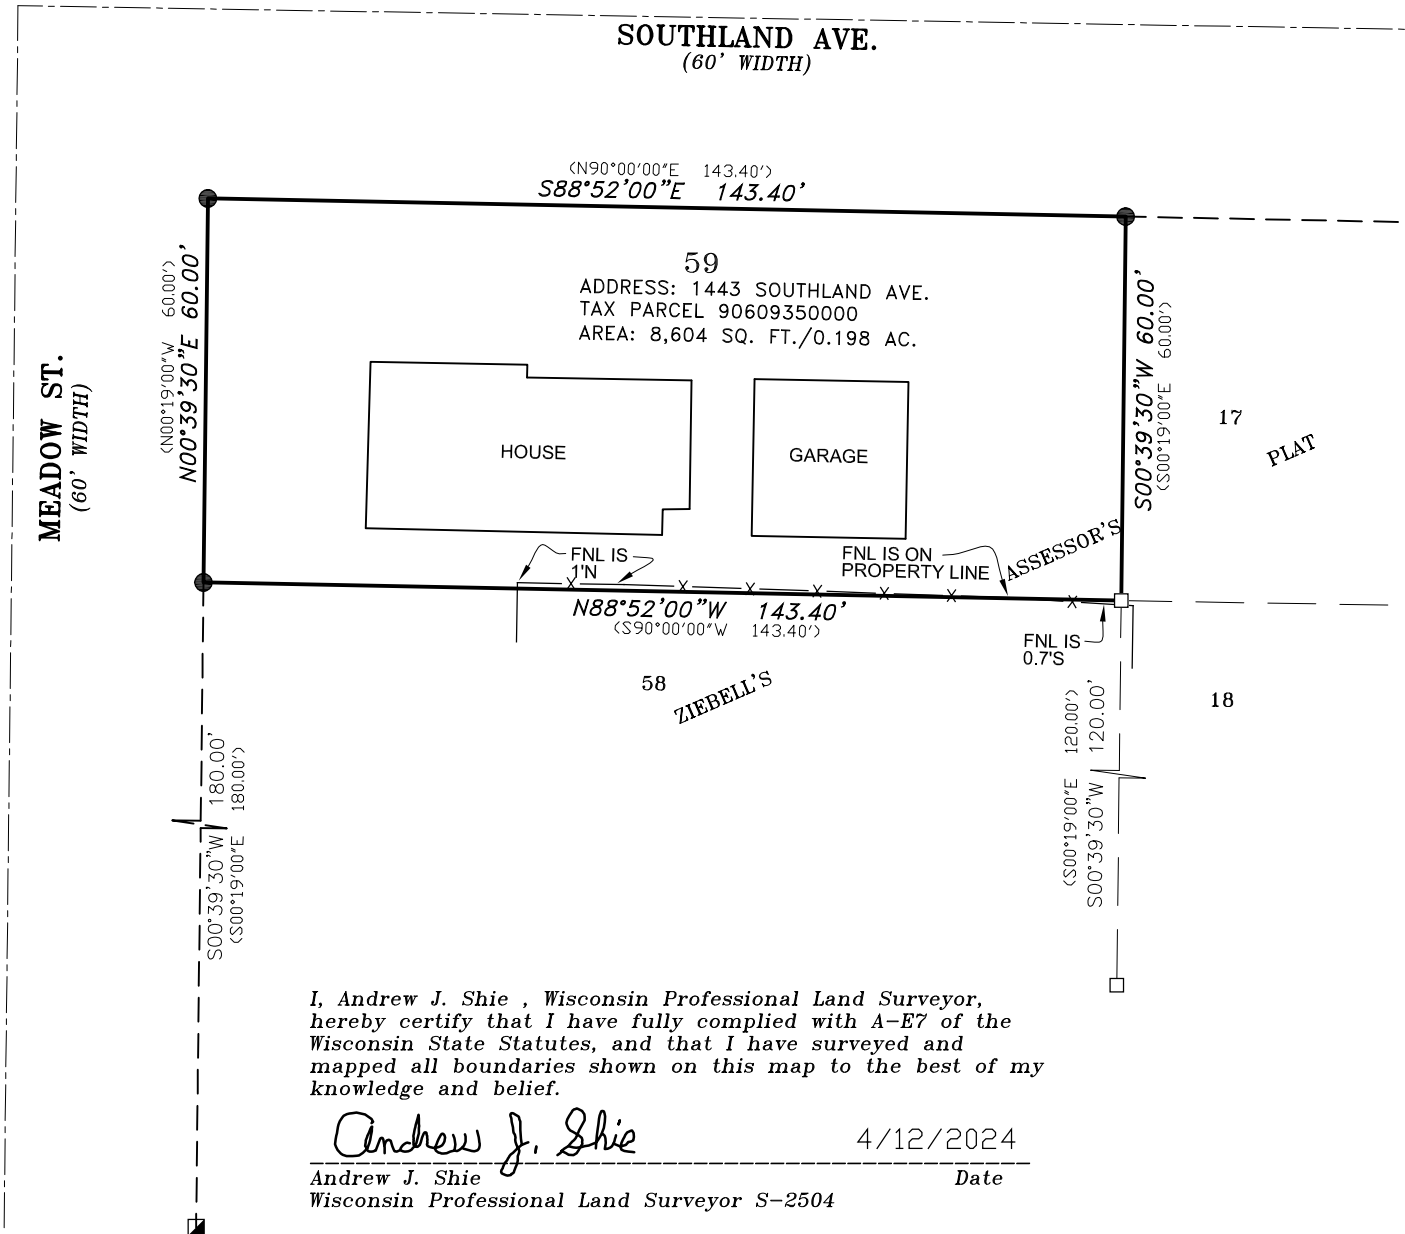 SOUTHLAND AVE.
(60' WIDTH)
(N90°00'00"E 143.40')
S88°52'00"E 143.40'
59
ADDRESS: 1443 SOUTHLAND AVE.
TAX PARCEL 90609350000
AREA: 8,604 SQ. FT./0.198 AC.
MEADOW ST.
(60' WIDTH)
(N00°19'00"W 60.00')
N00°39'30"E 60.00'
HOUSE
GARAGE
S00°39'30"W 60.00'
(S00°19'00"E 60.00')
17
PLAT
ASSESSOR'S
FNL IS
1'N
FNL IS ON
PROPERTY LINE
N88°52'00"W 143.40'
(S90°00'00"W 143.40')
FNL IS
0.7'S
58
ZIEBELL'S
18
S00°39'30"W 180.00'
(S00°19'00"E 180.00')
(S00°19'00"E 120.00')
S00°39'30"W 120.00'
I, Andrew J. Shie , Wisconsin Professional Land Surveyor,
hereby certify that I have fully complied with A-E7 of the
Wisconsin State Statutes, and that I have surveyed and
mapped all boundaries shown on this map to the best of my
knowledge and belief.
Andrew J. Shie
4/12/2024
Andrew J. Shie Date
Wisconsin Professional Land Surveyor S-2504